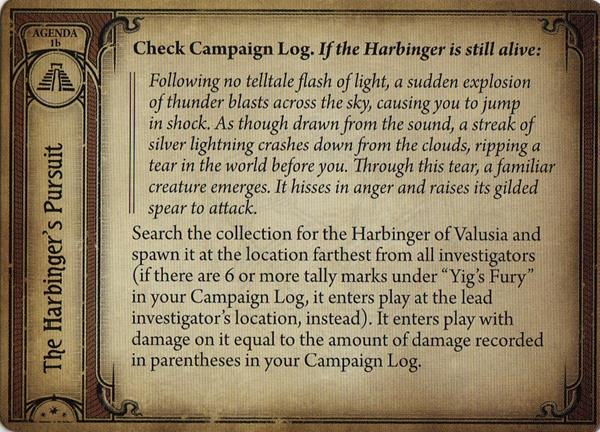 AGENDA
1b
The Harbinger's Pursuit
Check Campaign Log. If the Harbinger is still alive:
Following no telltale flash of light, a sudden explosion
of thunder blasts across the sky, causing you to jump
in shock. As though drawn from the sound, a streak of
silver lightning crashes down from the clouds, ripping a
tear in the world before you. Through this tear, a familiar
creature emerges. It hisses in anger and raises its gilded
spear to attack.
Search the collection for the Harbinger of Valusia and
spawn it at the location farthest from all investigators
(if there are 6 or more tally marks under “Yig’s Fury”
in your Campaign Log, it enters play at the lead
investigator’s location, instead). It enters play with
damage on it equal to the amount of damage recorded
in parentheses in your Campaign Log.